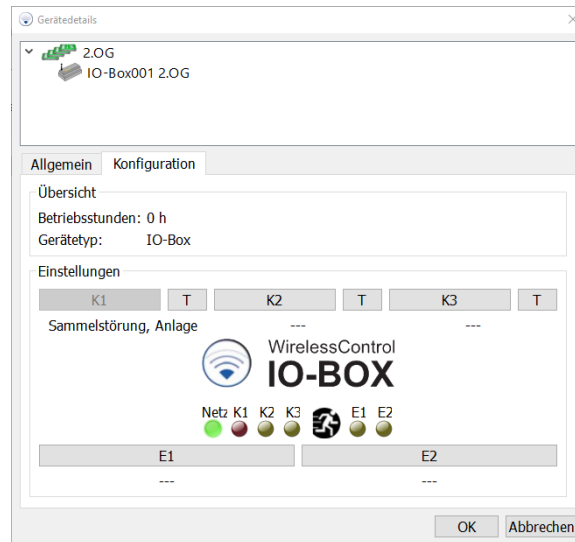 Gerätedetails
2.OG
IO-Box001 2.OG
Allgemein Konfiguration
Übersicht
Betriebsstunden: 0 h
Gerätetyp: IO-Box
Einstellungen
K1 T K2 T K3 T
Sammelstörung, Anlage --- ---
WirelessControl
IO-BOX
Netz K1 K2 K3 E1 E2
E1 E2
--- ---
OK Abbrechen